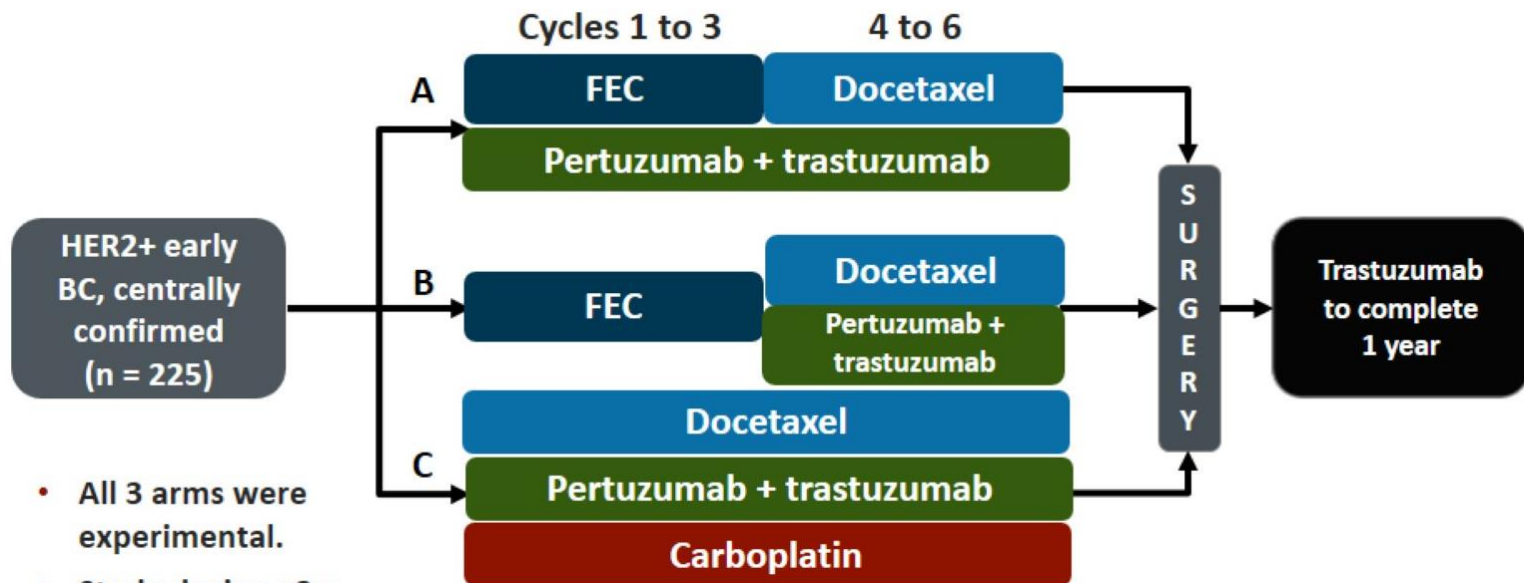 Cycles 1 to 3
4 to 6
A
FEC
Docetaxel
Pertuzumab + trastuzumab
HER2+ early
BC, centrally
confirmed
(n = 225)
B
FEC
Docetaxel
Pertuzumab +
trastuzumab
C
Docetaxel
Pertuzumab + trastuzumab
Carboplatin
S
U
R
G
E
R
Y
Trastuzumab
to complete
1 year
• All 3 arms were
experimental.